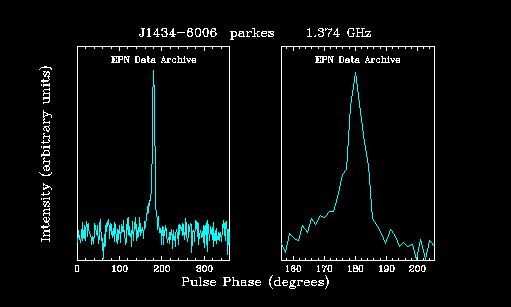 J1434-6006 parkes 1.374 GHz
EPN Data Archive EPN Data Archive
Intensity (arbitrary units)
0 100 200 300 160 170 180 190 200
Pulse Phase (degrees)